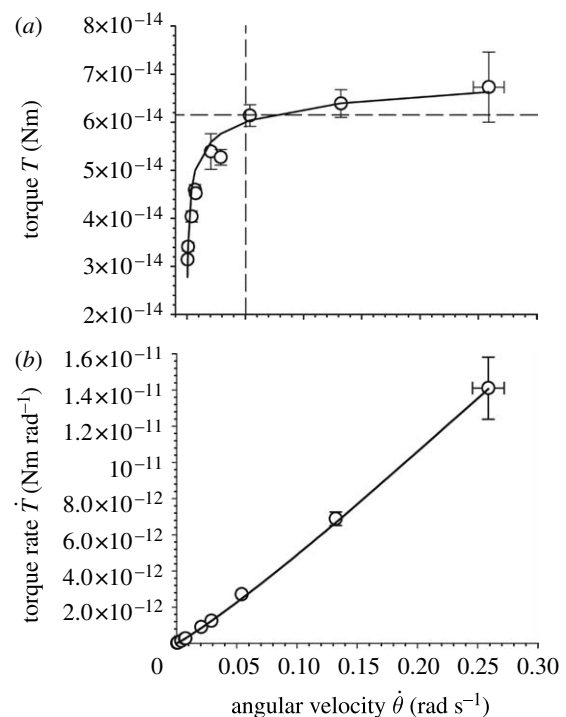 (a)
8×10⁻¹⁴
7×10⁻¹⁴
6×10⁻¹⁴
5×10⁻¹⁴
4×10⁻¹⁴
3×10⁻¹⁴
2×10⁻¹⁴
torque T (Nm)
(b)
1.6×10⁻¹¹
1.4×10⁻¹¹
1.2×10⁻¹¹
10⁻¹¹
8.0×10⁻¹²
6.0×10⁻¹²
4.0×10⁻¹²
2.0×10⁻¹²
torque rate Ṫ (Nm rad⁻¹)
0 0.05 0.10 0.15 0.20 0.25 0.30
angular velocity θ̇ (rad s⁻¹)